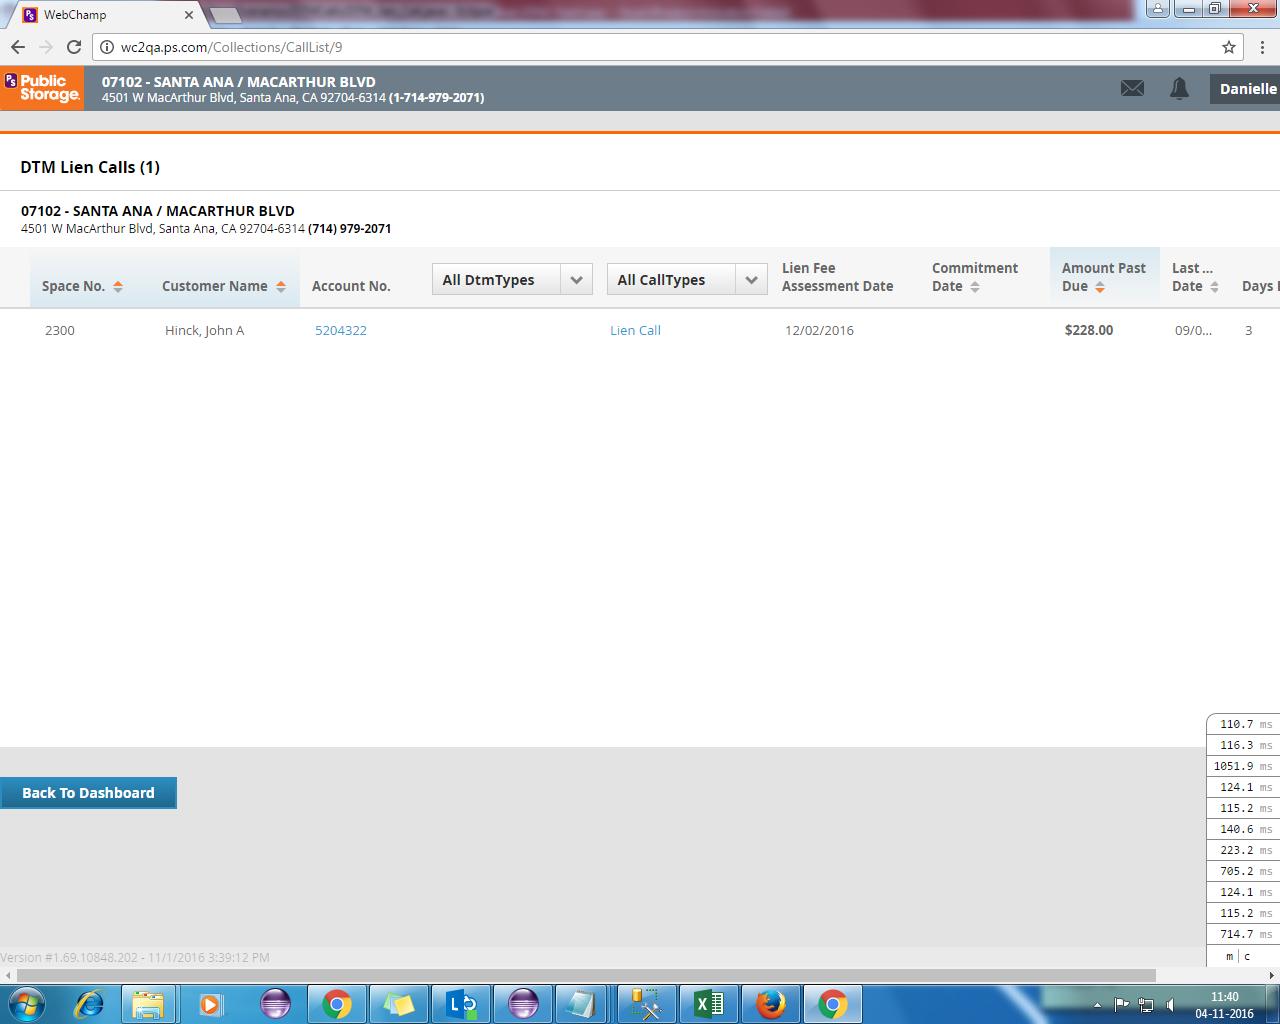 WebChamp
wc2qa.ps.com/Collections/CallList/9
PS Public Storage.
07102 - SANTA ANA / MACARTHUR BLVD
4501 W MacArthur Blvd, Santa Ana, CA 92704-6314 (1-714-979-2071)
Danielle
DTM Lien Calls (1)
07102 - SANTA ANA / MACARTHUR BLVD
4501 W MacArthur Blvd, Santa Ana, CA 92704-6314 (714) 979-2071
Space No. Customer Name Account No. All DtmTypes All CallTypes Lien Fee Assessment Date Commitment Date Amount Past Due Last ... Date Days
2300 Hinck, John A 5204322 Lien Call 12/02/2016 $228.00 09/0... 3
110.7 ms
116.3 ms
1051.9 ms
124.1 ms
115.2 ms
140.6 ms
223.2 ms
705.2 ms
124.1 ms
115.2 ms
714.7 ms
m | c
Back To Dashboard
Version #1.69.10848.202 - 11/1/2016 3:39:12 PM
11:40
04-11-2016